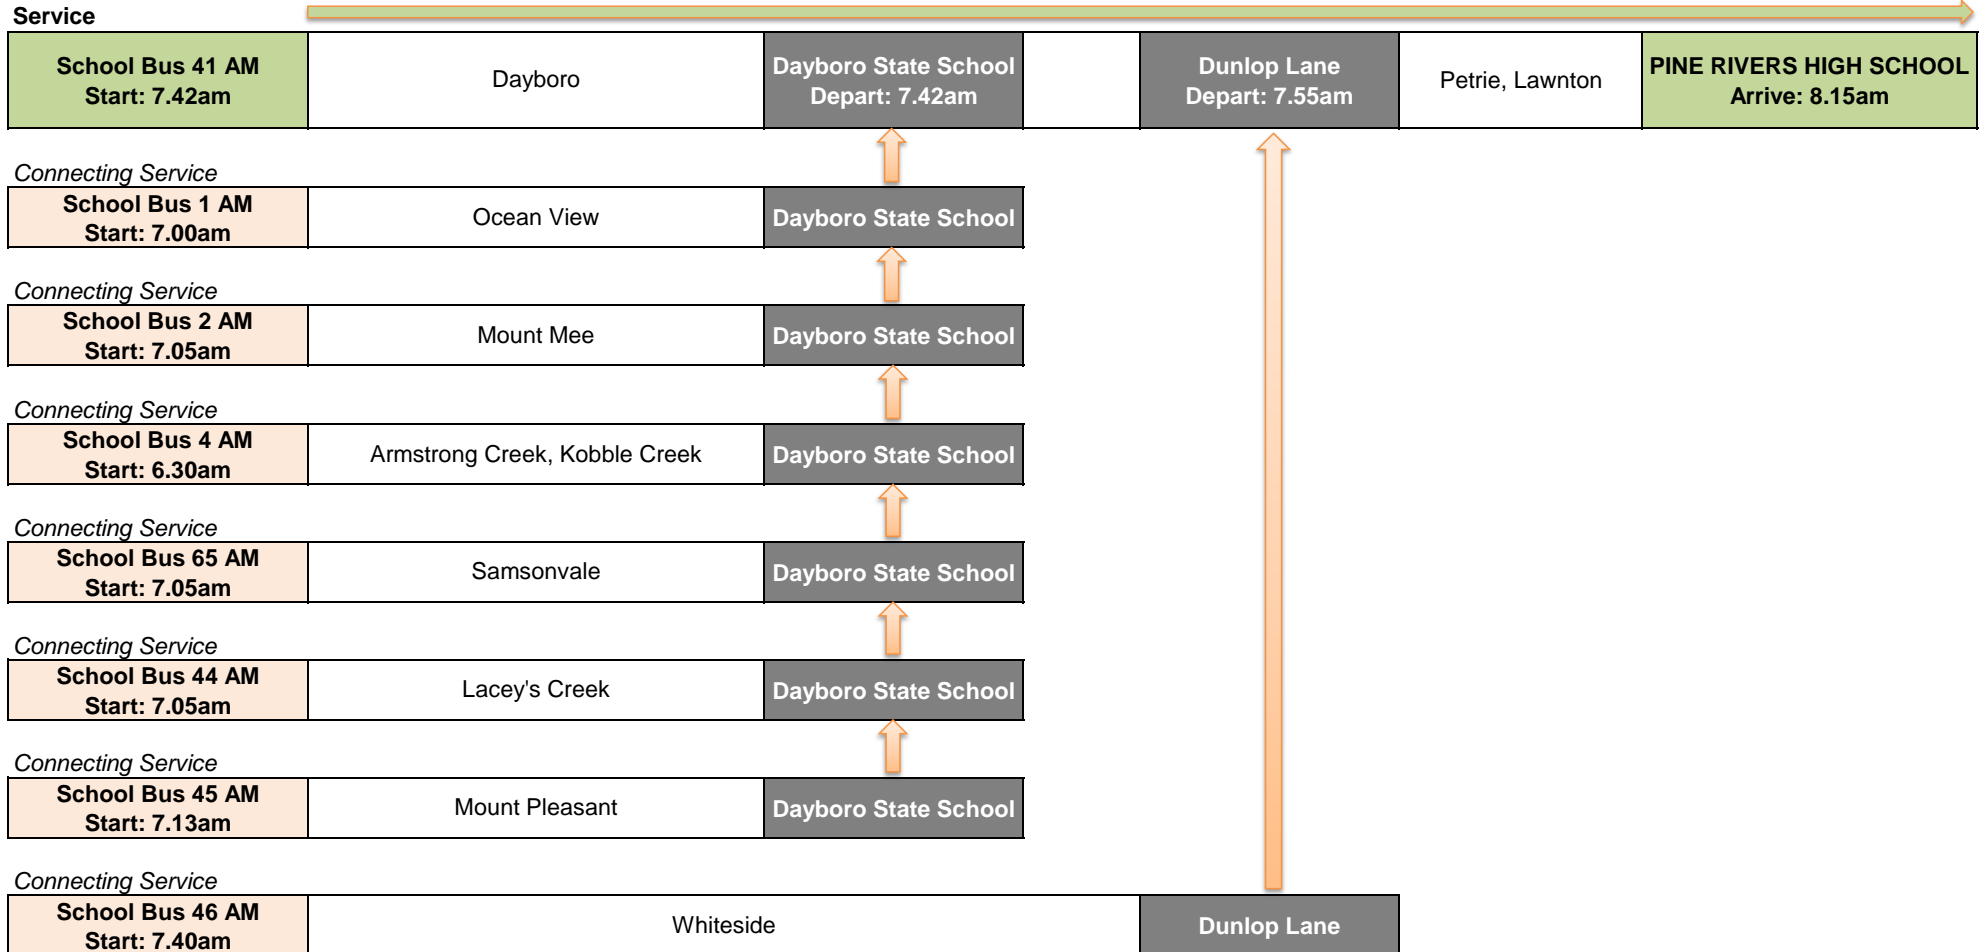 Service
School Bus 41 AM
Start: 7.42am
Dayboro
Dayboro State School
Depart: 7.42am
Dunlop Lane
Depart: 7.55am
Petrie, Lawnton
PINE RIVERS HIGH SCHOOL
Arrive: 8.15am
Connecting Service
School Bus 1 AM
Start: 7.00am
Ocean View
Dayboro State School
Connecting Service
School Bus 2 AM
Start: 7.05am
Mount Mee
Dayboro State School
Connecting Service
School Bus 4 AM
Start: 6.30am
Armstrong Creek, Kobble Creek
Dayboro State School
Connecting Service
School Bus 65 AM
Start: 7.05am
Samsonvale
Dayboro State School
Connecting Service
School Bus 44 AM
Start: 7.05am
Lacey's Creek
Dayboro State School
Connecting Service
School Bus 45 AM
Start: 7.13am
Mount Pleasant
Dayboro State School
Connecting Service
School Bus 46 AM
Start: 7.40am
Whiteside
Dunlop Lane